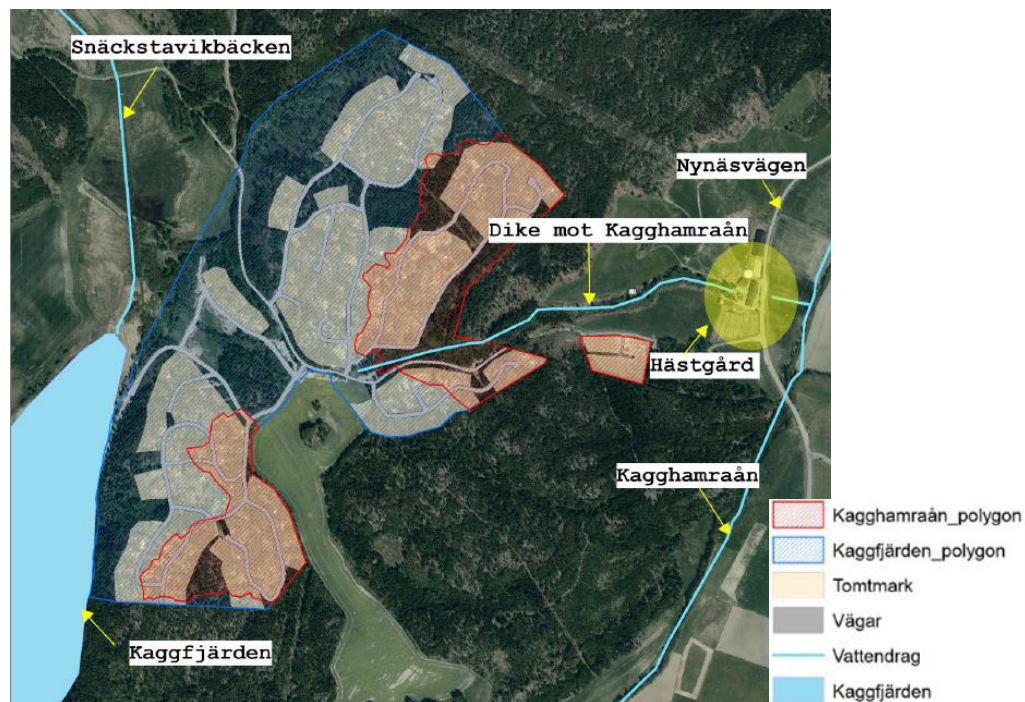 Snäckstavikbäcken
Nynäsvägen
Dike mot Kagghamraån
Hästgård
Kagghamraån
Kaggfjärden
Kagghamraån_polygon
Kaggfjärden_polygon
Tomtmark
Vägar
Vattendrag
Kaggfjärden